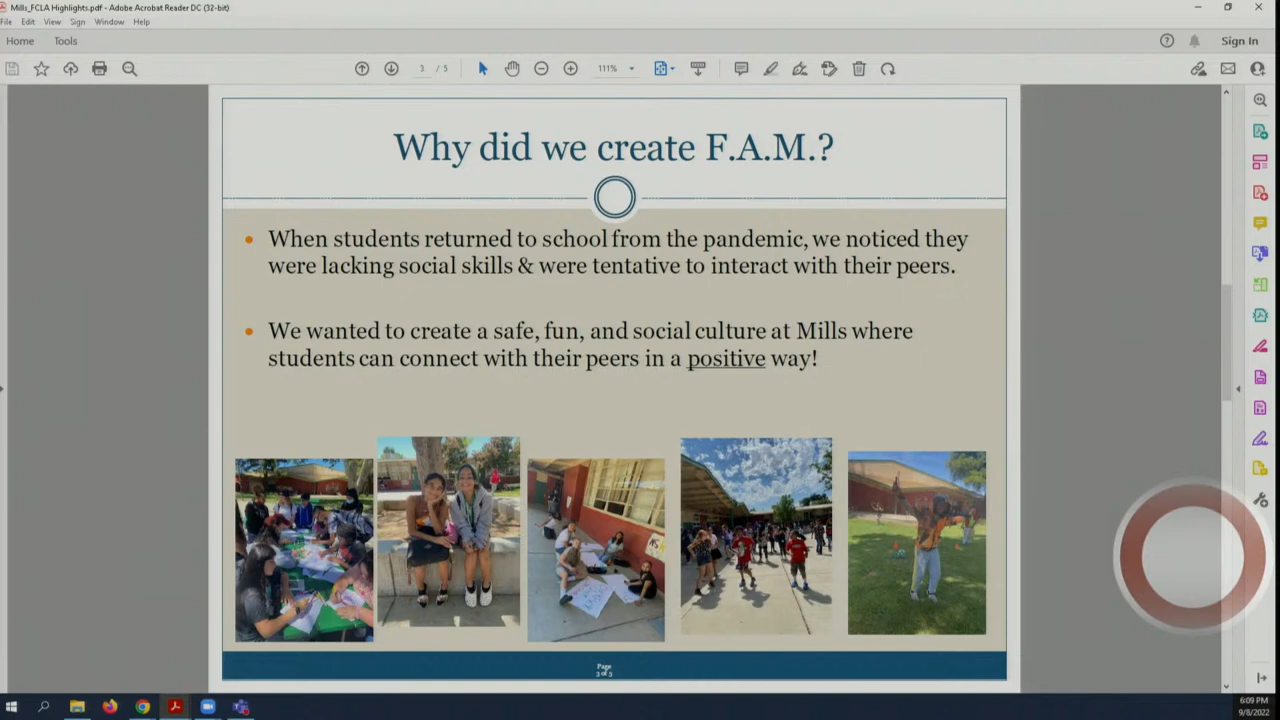 Mills_FCLA Highlights.pdf - Adobe Acrobat Reader DC (32-bit)
File Edit View Sign Window Help
Home Tools
Sign In
3 / 5
111%
Why did we create F.A.M.?
• When students returned to school from the pandemic, we noticed they
were lacking social skills & were tentative to interact with their peers.
• We wanted to create a safe, fun, and social culture at Mills where
students can connect with their peers in a positive way!
Page
3 of 5
6:09 PM
9/8/2022